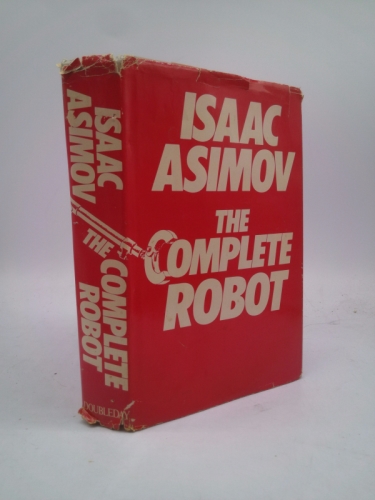 ISAAC
ASIMOV
THE
COMPLETE
ROBOT
ISAAC
ASIMOV
THE
COMPLETE
ROBOT
DOUBLEDAY